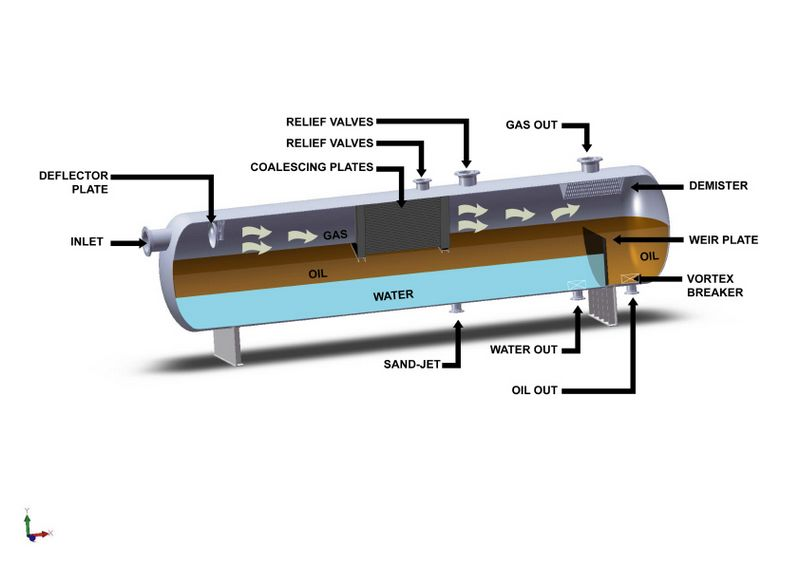 RELIEF VALVES
GAS OUT
RELIEF VALVES
COALESCING PLATES
DEFLECTOR
PLATE
DEMISTER
INLET
GAS
WEIR PLATE
OIL
OIL
VORTEX
BREAKER
WATER
WATER OUT
SAND-JET
OIL OUT
Y
X